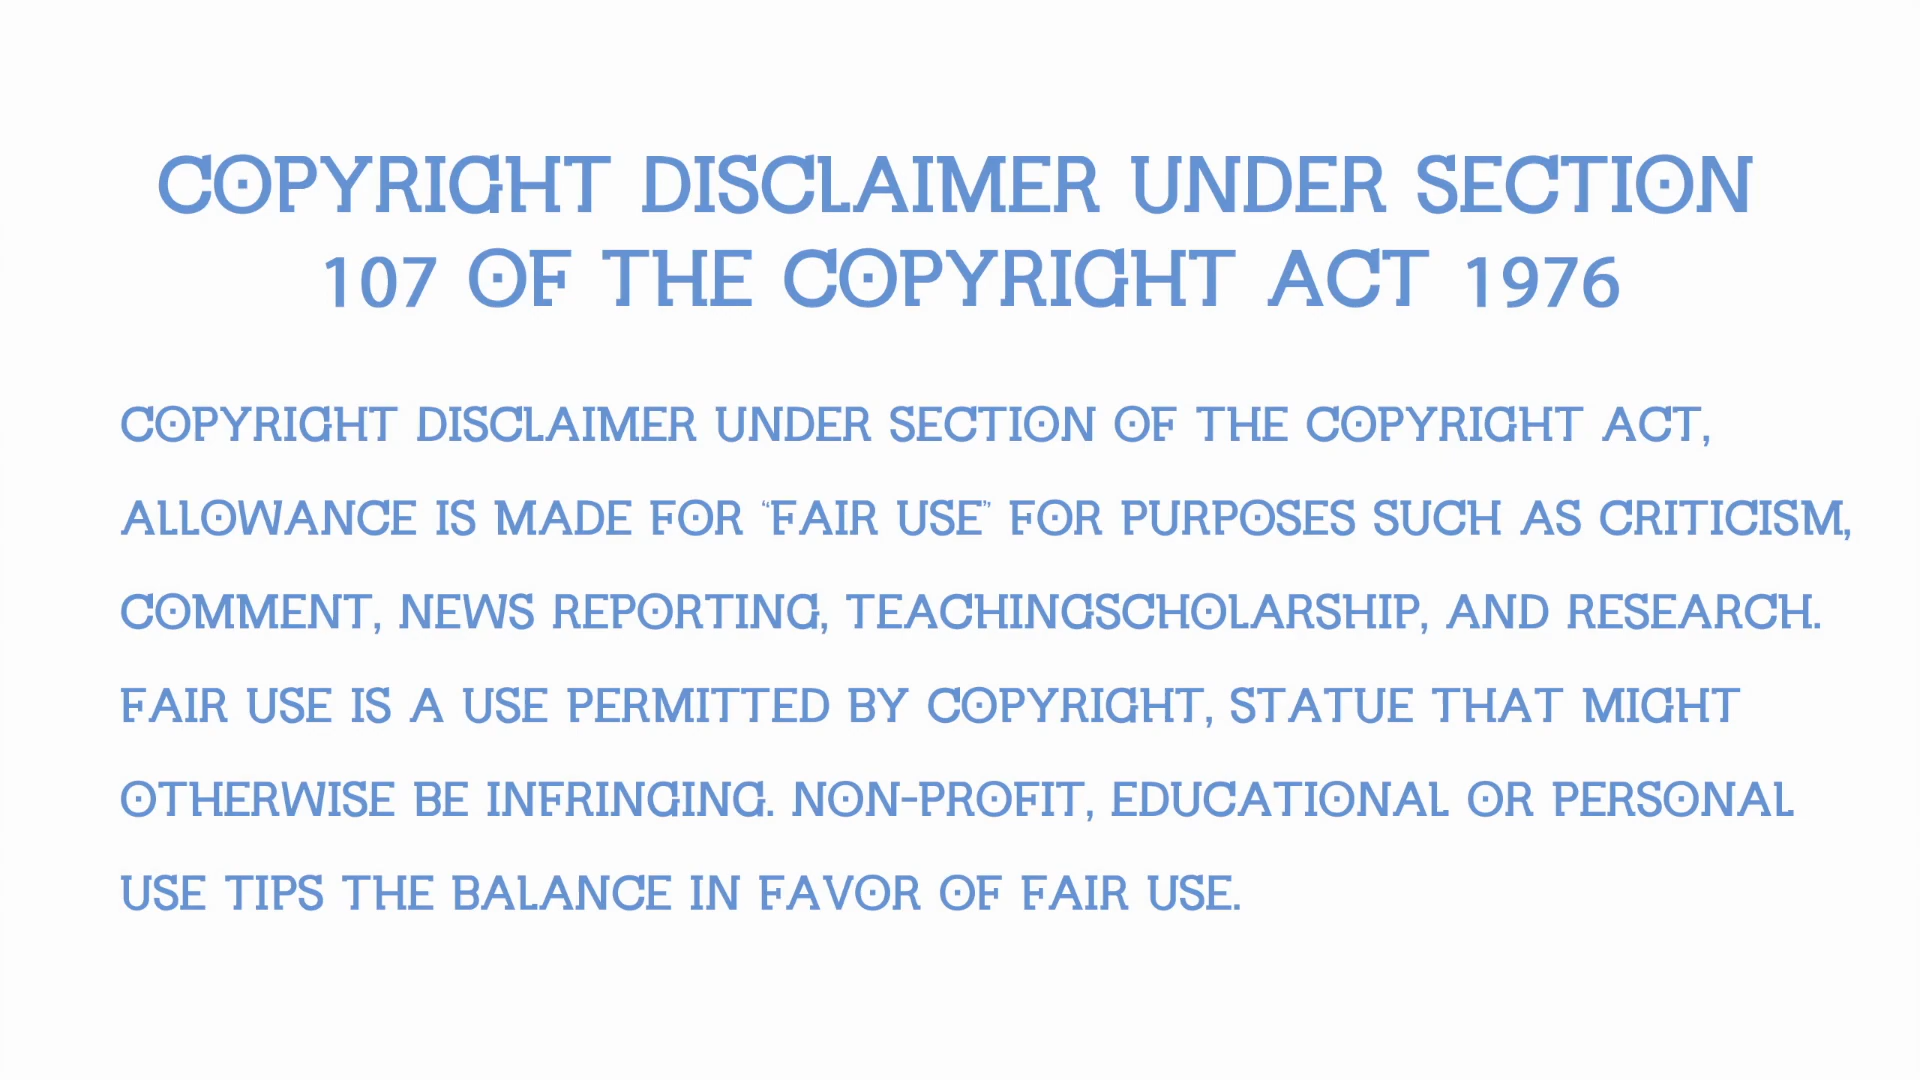 COPYRIGHT DISCLAIMER UNDER SECTION
107 OF THE COPYRIGHT ACT 1976
COPYRIGHT DISCLAIMER UNDER SECTION OF THE COPYRIGHT ACT,
ALLOWANCE IS MADE FOR “FAIR USE” FOR PURPOSES SUCH AS CRITICISM,
COMMENT, NEWS REPORTING, TEACHINGSCHOLARSHIP, AND RESEARCH.
FAIR USE IS A USE PERMITTED BY COPYRIGHT, STATUE THAT MIGHT
OTHERWISE BE INFRINGING. NON-PROFIT, EDUCATIONAL OR PERSONAL
USE TIPS THE BALANCE IN FAVOR OF FAIR USE.